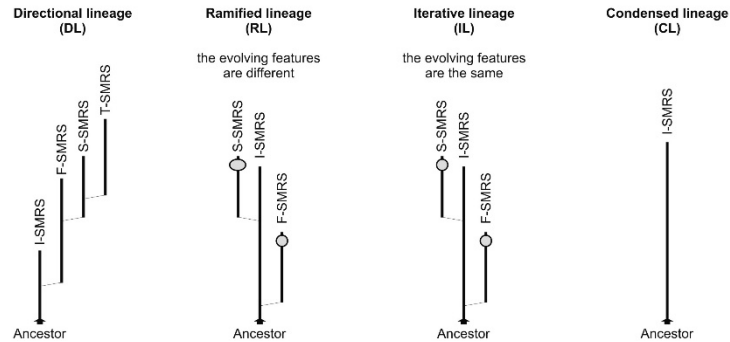 Directional lineage
(DL)
I-SMRS
F-SMRS
S-SMRS
T-SMRS
Ancestor
Ramified lineage
(RL)
the evolving features
are different
S-SMRS
I-SMRS
F-SMRS
Ancestor
Iterative lineage
(IL)
the evolving features
are the same
S-SMRS
I-SMRS
F-SMRS
Ancestor
Condensed lineage
(CL)
I-SMRS
Ancestor